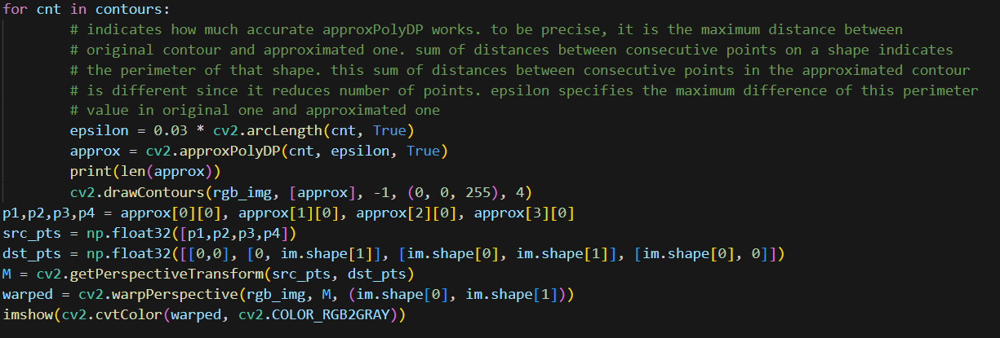 for cnt in contours:
# indicates how much accurate approxPolyDP works. to be precise, it is the maximum distance between
# original contour and approximated one. sum of distances between consecutive points on a shape indicates
# the perimeter of that shape. this sum of distances between consecutive points in the approximated contour
# is different since it reduces number of points. epsilon specifies the maximum difference of this perimeter
# value in original one and approximated one
epsilon = 0.03 * cv2.arcLength(cnt, True)
approx = cv2.approxPolyDP(cnt, epsilon, True)
print(len(approx))
cv2.drawContours(rgb_img, [approx], -1, (0, 0, 255), 4)
p1,p2,p3,p4 = approx[0][0], approx[1][0], approx[2][0], approx[3][0]
src_pts = np.float32([p1,p2,p3,p4])
dst_pts = np.float32([[0,0], [0, im.shape[1]], [im.shape[0], im.shape[1]], [im.shape[0], 0]])
M = cv2.getPerspectiveTransform(src_pts, dst_pts)
warped = cv2.warpPerspective(rgb_img, M, (im.shape[0], im.shape[1]))
imshow(cv2.cvtColor(warped, cv2.COLOR_RGB2GRAY))